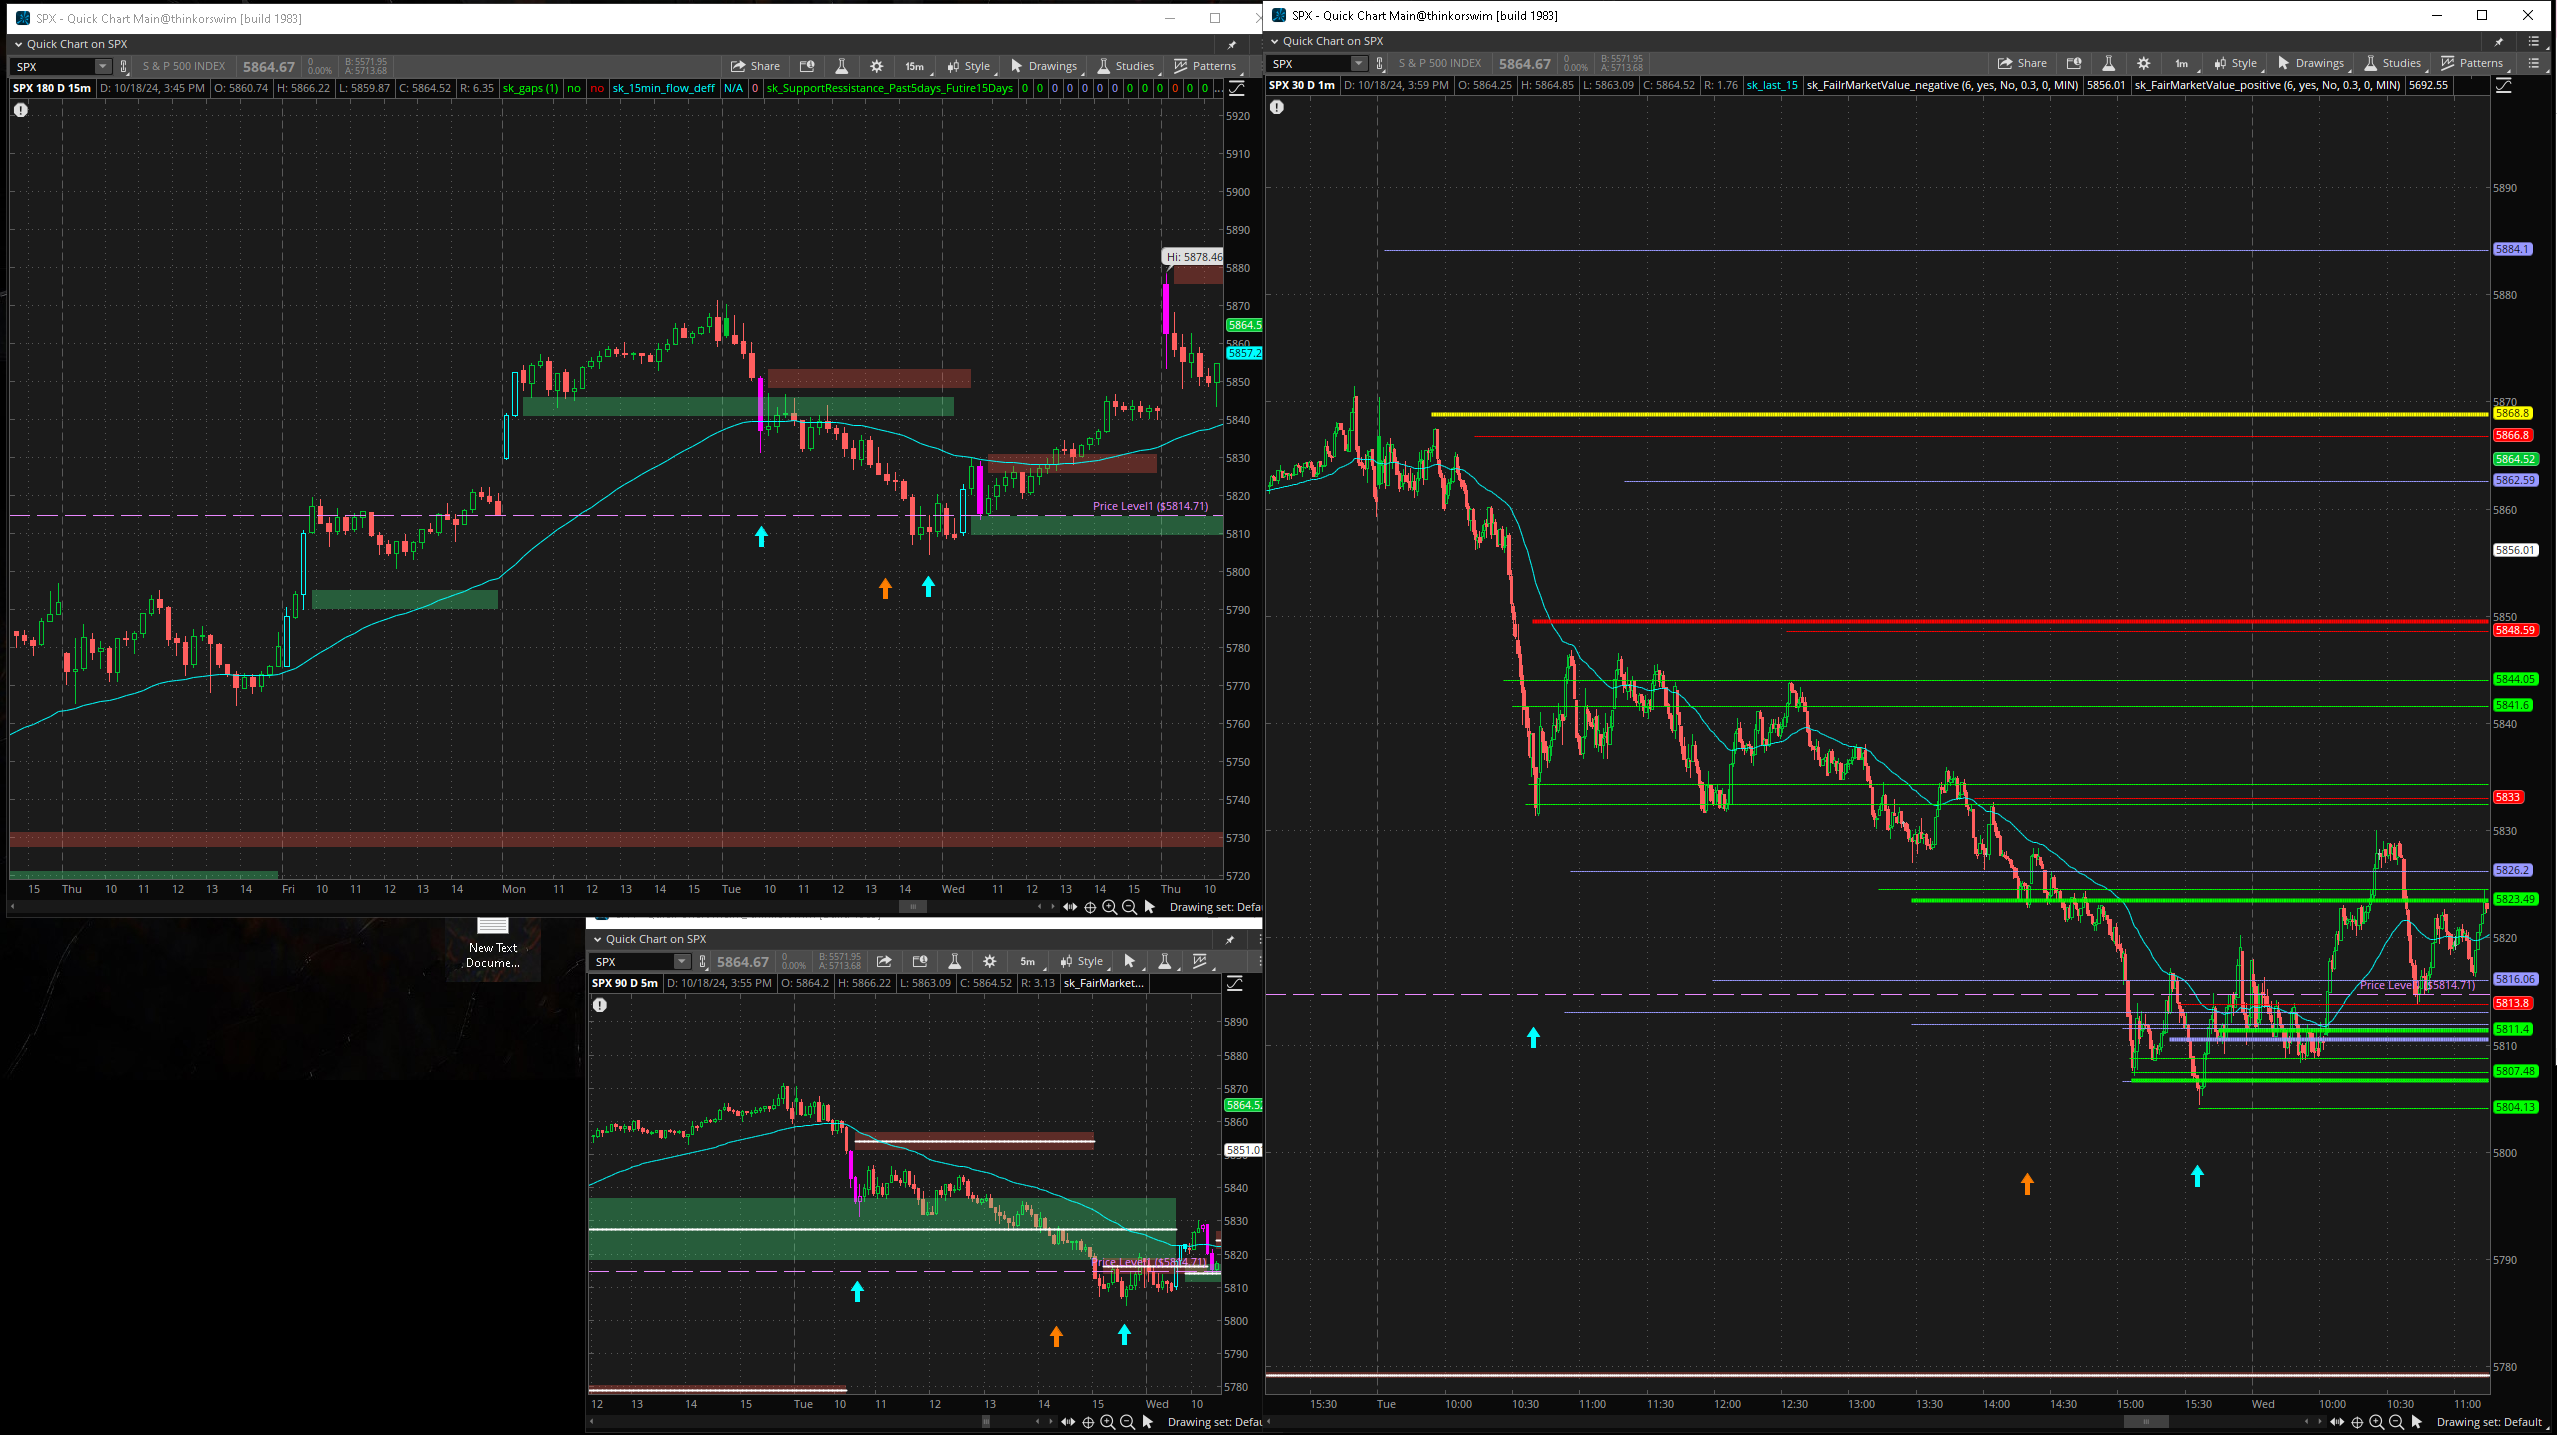 SPX - Quick Chart Main@thinkorswim [build 1983]
Quick Chart on SPX
SPX S & P 500 INDEX 5864.67 0 0.00% B: 5571.95 A: 5713.68 Share 15m Style Drawings Studies Patterns
SPX 180 D 15m D: 10/18/24, 3:45 PM O: 5860.74 H: 5866.22 L: 5859.87 C: 5864.52 R: 6.35 sk_gaps (1) no no sk_15min_flow_deff N/A 0 sk_SupportRessistance_Past5days_Futire15Days 0 0 0 0 0 0 0 0 0 0 0 0 0 ...
5920
5910
5900
5890
Hi: 5878.46
5880
5870
5864.5
5860
5857.2
5850
5840
5830
5820
Price Level1 ($5814.71)
5810
5800
5790
5780
5770
5760
5750
5740
5730
5720
15 Thu 10 11 12 13 14 Fri 10 11 12 13 14 Mon 11 12 13 14 15 Tue 10 11 12 13 14 Wed 11 12 13 14 15 Thu 10
Drawing set: Defa
New Text
Docume...
Quick Chart on SPX
SPX 5864.67 0 0.00% B: 5571.95 A: 5713.68 5m Style
SPX 90 D 5m D: 10/18/24, 3:55 PM O: 5864.2 H: 5866.22 L: 5863.09 C: 5864.52 R: 3.13 sk_FairMarket...
5890
5880
5870
5864.52
5860
5851.0
5840
5830
5820
Price Level1 ($5814.71)
5810
5800
5790
5780
12 13 14 15 Tue 10 11 12 13 14 15 Wed 10
Drawing set: Defau
SPX - Quick Chart Main@thinkorswim [build 1983]
Quick Chart on SPX
SPX S & P 500 INDEX 5864.67 0 0.00% B: 5571.95 A: 5713.68 Share 1m Style Drawings Studies Patterns
SPX 30 D 1m D: 10/18/24, 3:59 PM O: 5864.25 H: 5864.85 L: 5863.09 C: 5864.52 R: 1.76 sk_last_15 sk_FairMarketValue_negative (6, yes, No, 0.3, 0, MIN) 5856.01 sk_FairMarketValue_positive (6, yes, No, 0.3, 0, MIN) 5692.55
5890
5884.1
5880
5870
5868.8
5866.8
5864.52
5862.59
5860
5856.01
5850
5848.59
5844.05
5841.6
5840
5833
5830
5826.2
5823.49
5820
5816.06
Price Level1 ($5814.71)
5813.8
5811.4
5810
5807.48
5804.13
5800
5790
5780
15:30 Tue 10:00 10:30 11:00 11:30 12:00 12:30 13:00 13:30 14:00 14:30 15:00 15:30 Wed 10:00 10:30 11:00
Drawing set: Default